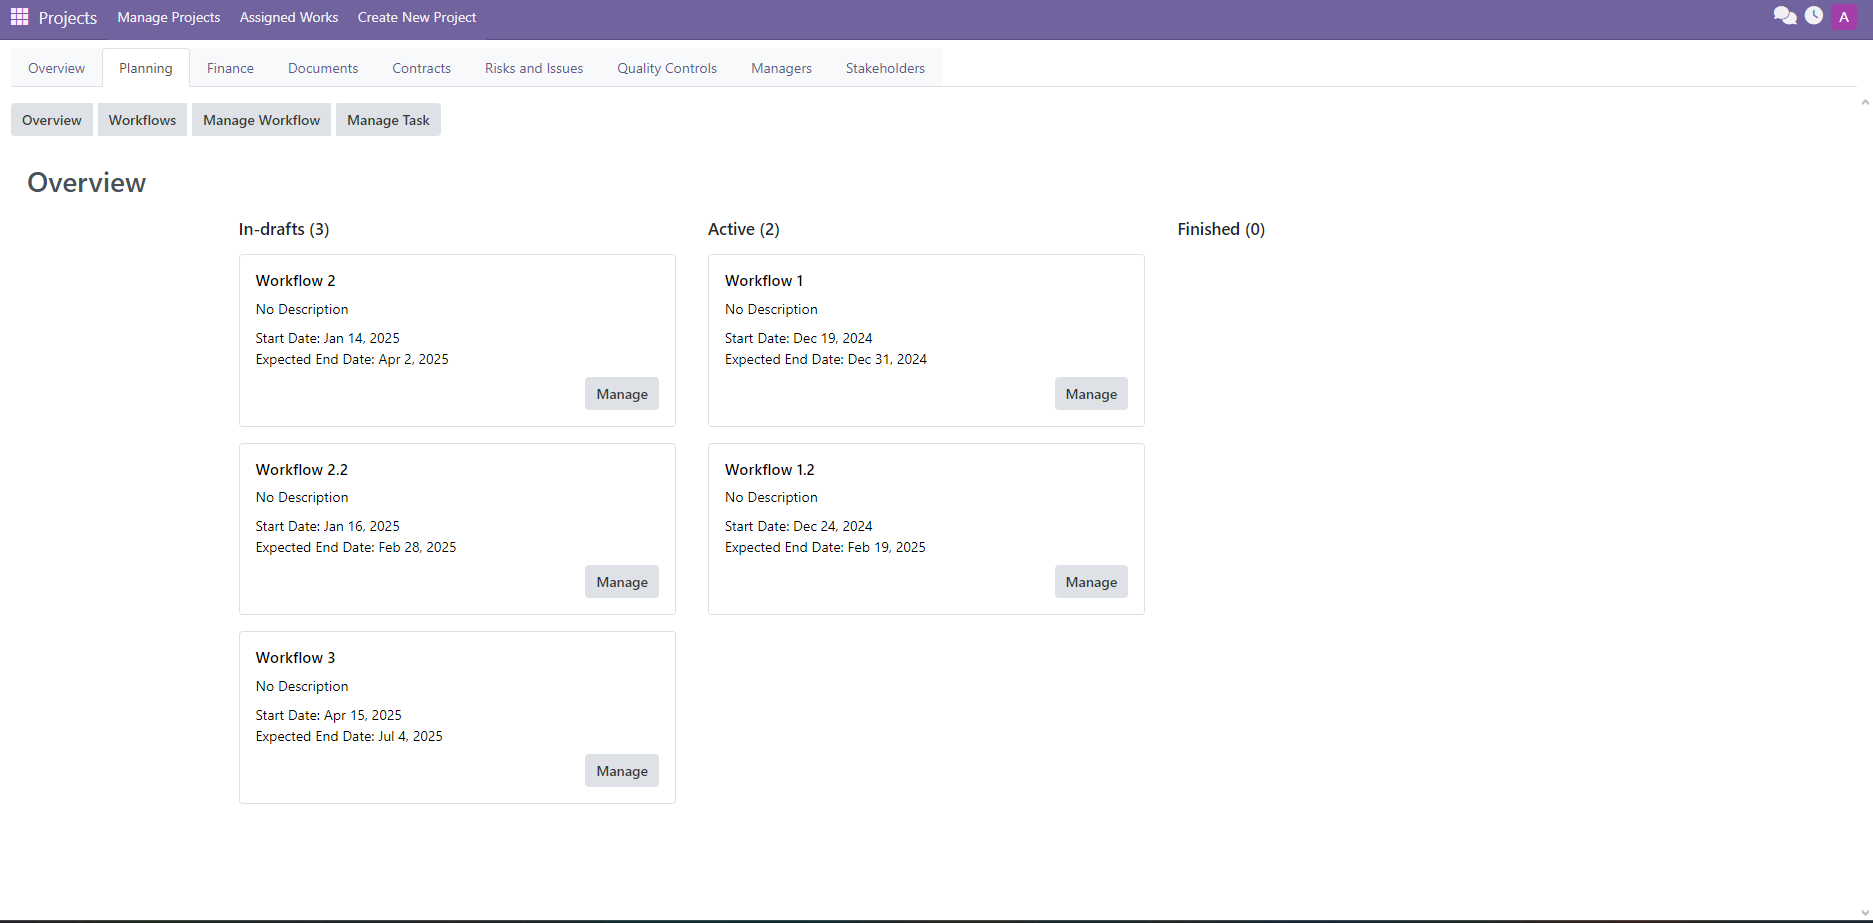 Projects Manage Projects Assigned Works Create New Project A
Overview Planning Finance Documents Contracts Risks and Issues Quality Controls Managers Stakeholders
Overview Workflows Manage Workflow Manage Task
Overview
In-drafts (3)
Workflow 2
No Description
Start Date: Jan 14, 2025
Expected End Date: Apr 2, 2025
Manage
Workflow 2.2
No Description
Start Date: Jan 16, 2025
Expected End Date: Feb 28, 2025
Manage
Workflow 3
No Description
Start Date: Apr 15, 2025
Expected End Date: Jul 4, 2025
Manage
Active (2)
Workflow 1
No Description
Start Date: Dec 19, 2024
Expected End Date: Dec 31, 2024
Manage
Workflow 1.2
No Description
Start Date: Dec 24, 2024
Expected End Date: Feb 19, 2025
Manage
Finished (0)